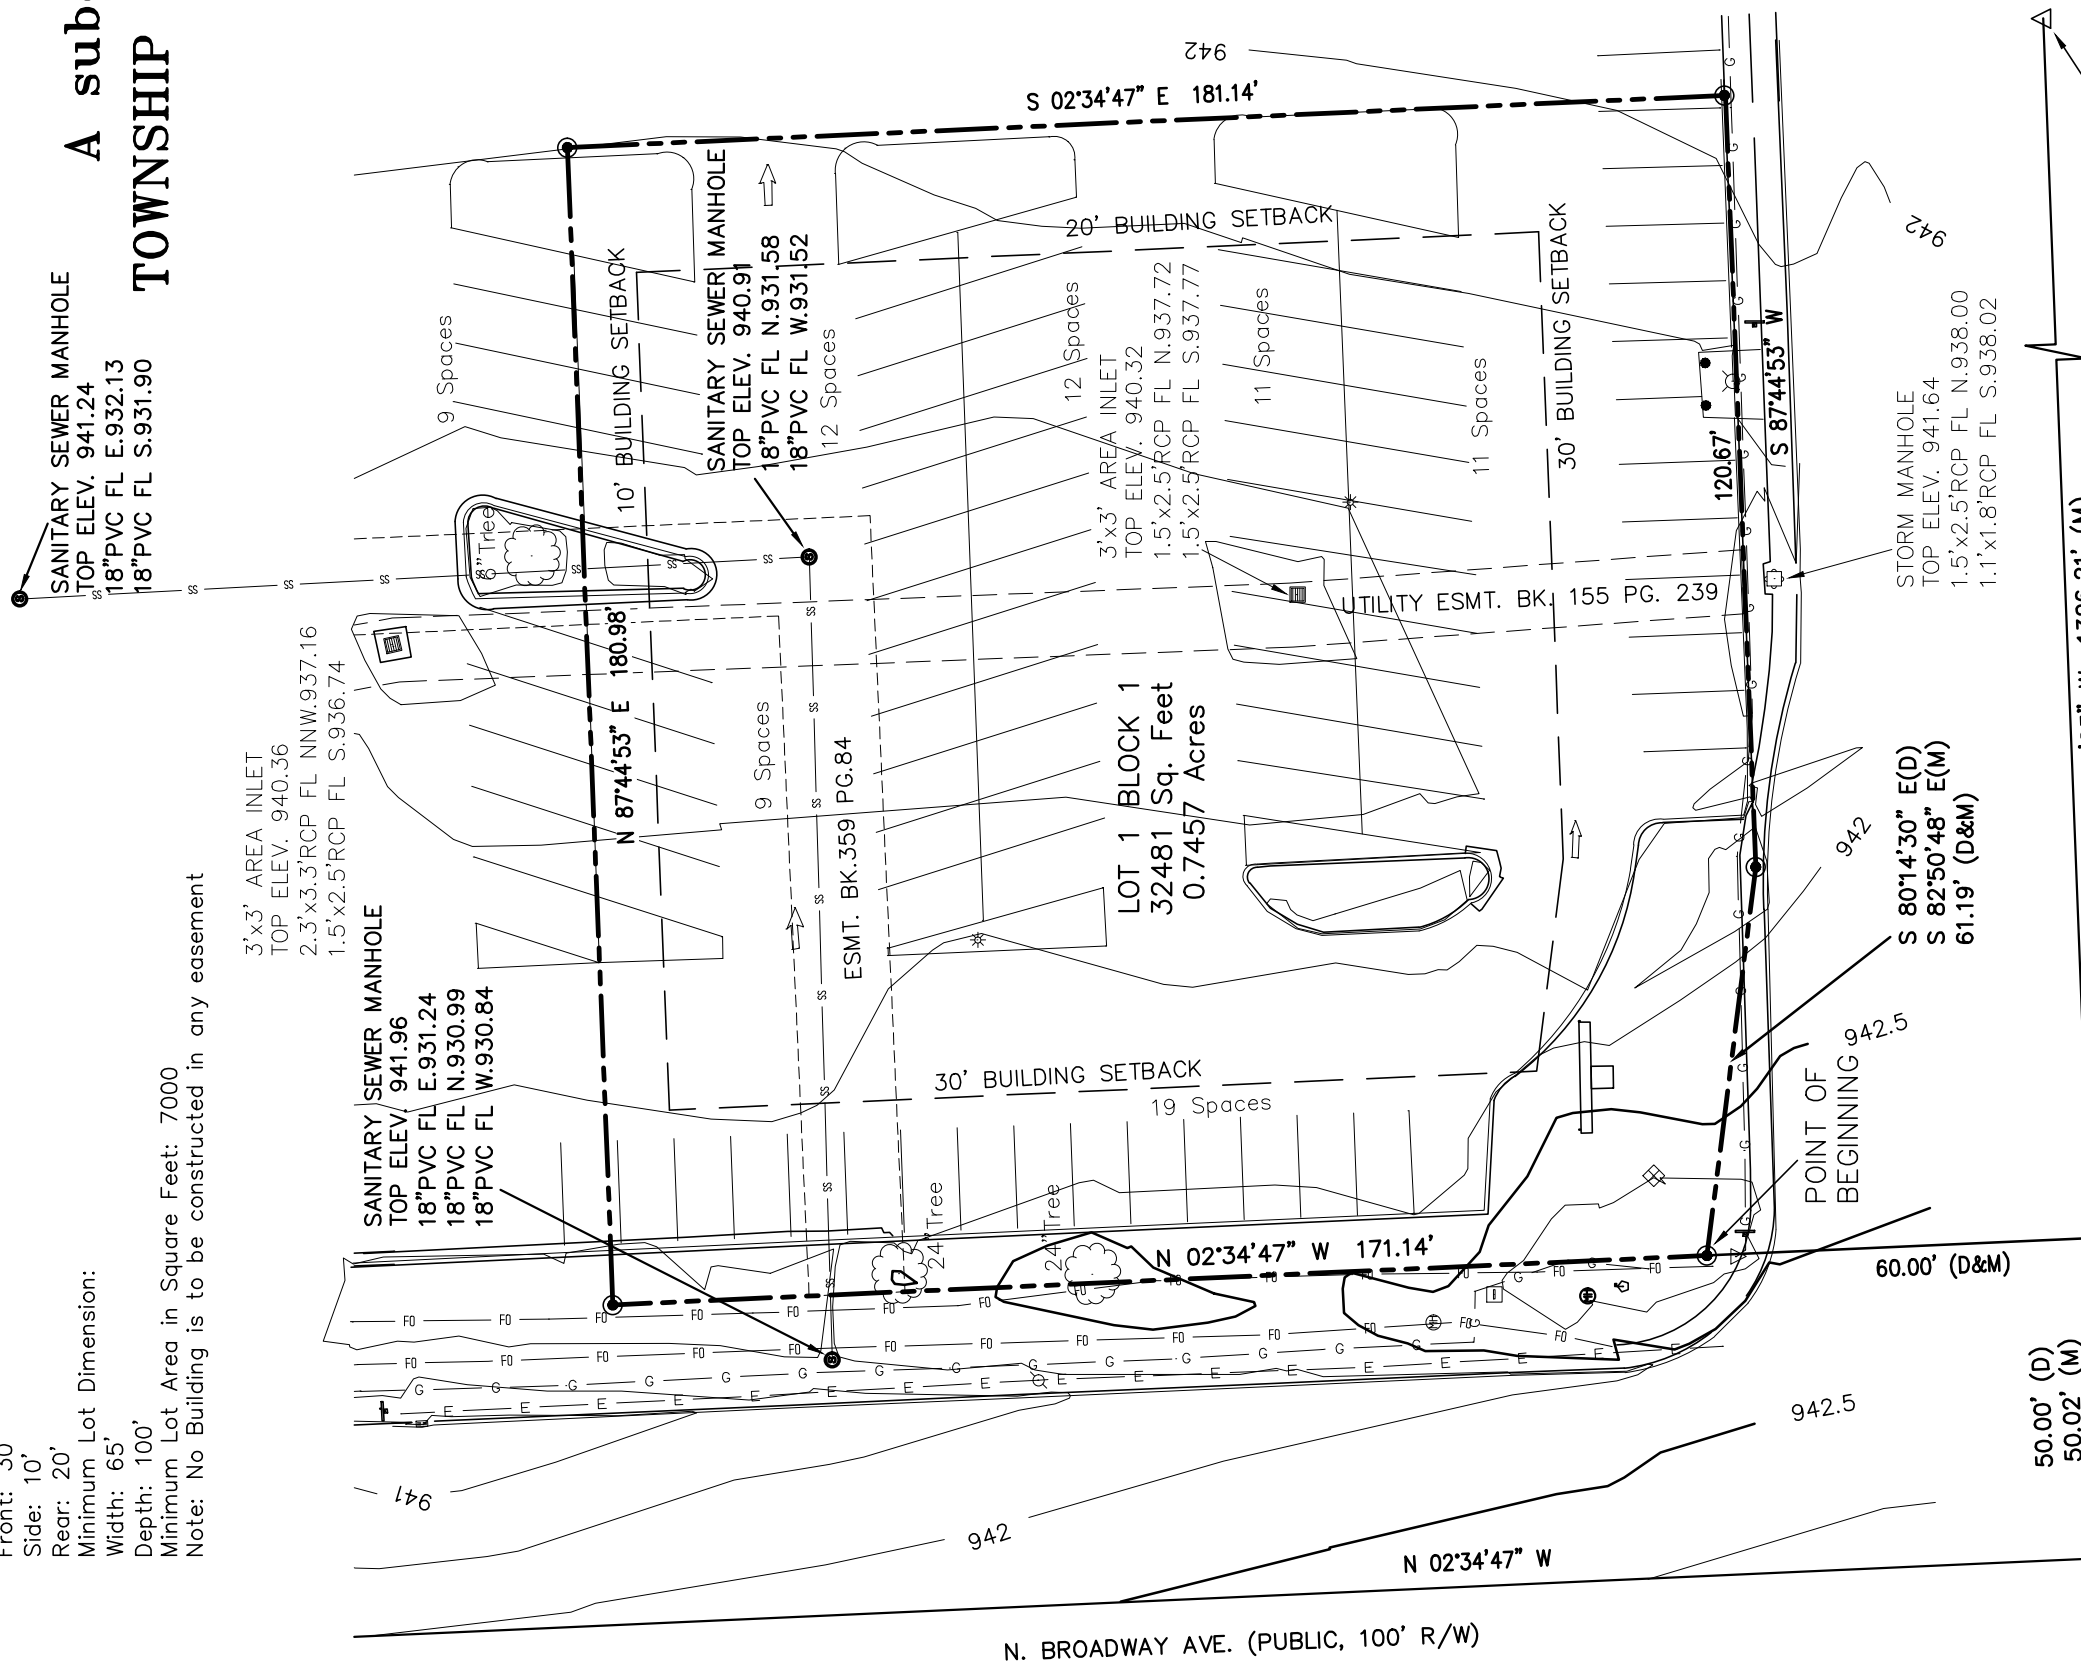 A sub
TOWNSHIP
SANITARY SEWER MANHOLE
TOP ELEV. 941.24
18"PVC FL E.932.13
18"PVC FL S.931.90
Front: 30'
Side: 10'
Rear: 20'
Minimum Lot Dimension:
Width: 65'
Depth: 100'
Minimum Lot Area in Square Feet: 7000
Note: No Building is to be constructed in any easement
3'x3' AREA INLET
TOP ELEV. 940.36
2.3'x3.3'RCP FL NNW.937.16
1.5'x2.5'RCP FL S.936.74
SANITARY SEWER MANHOLE
TOP ELEV. 941.96
18"PVC FL E.931.24
18"PVC FL N.930.99
18"PVC FL W.930.84
9 Spaces
6"Tree
10' BUILDING SETBACK
N 87°44'53" E 180.98'
SANITARY SEWER MANHOLE
TOP ELEV. 940.91
18"PVC FL N.931.58
18"PVC FL W.931.52
12 Spaces
9 Spaces
ESMT. BK.359 PG.84
S 02°34'47" E 181.14'
942
20' BUILDING SETBACK
12 Spaces
3'x3' AREA INLET
TOP ELEV. 940.32
1.5'x2.5'RCP FL N.937.72
1.5'x2.5'RCP FL S.937.77
11 Spaces
11 Spaces
30' BUILDING SETBACK
UTILITY ESMT. BK. 155 PG. 239
LOT 1 BLOCK 1
32481 Sq. Feet
0.7457 Acres
30' BUILDING SETBACK
19 Spaces
24"Tree
24"Tree
N 02°34'47" W 171.14'
120.67'
S 87°44'53" W
942
STORM MANHOLE
TOP ELEV. 941.64
1.5'x2.5'RCP FL N.938.00
1.1'x1.8'RCP FL S.938.02
942
S 80°14'30" E(D)
S 82°50'48" E(M)
61.19' (D&M)
942.5
POINT OF
BEGINNING
60.00' (D&M)
50.00' (D)
50.02' (M)
942.5
941
942
N 02°34'47" W
N. BROADWAY AVE. (PUBLIC, 100' R/W)